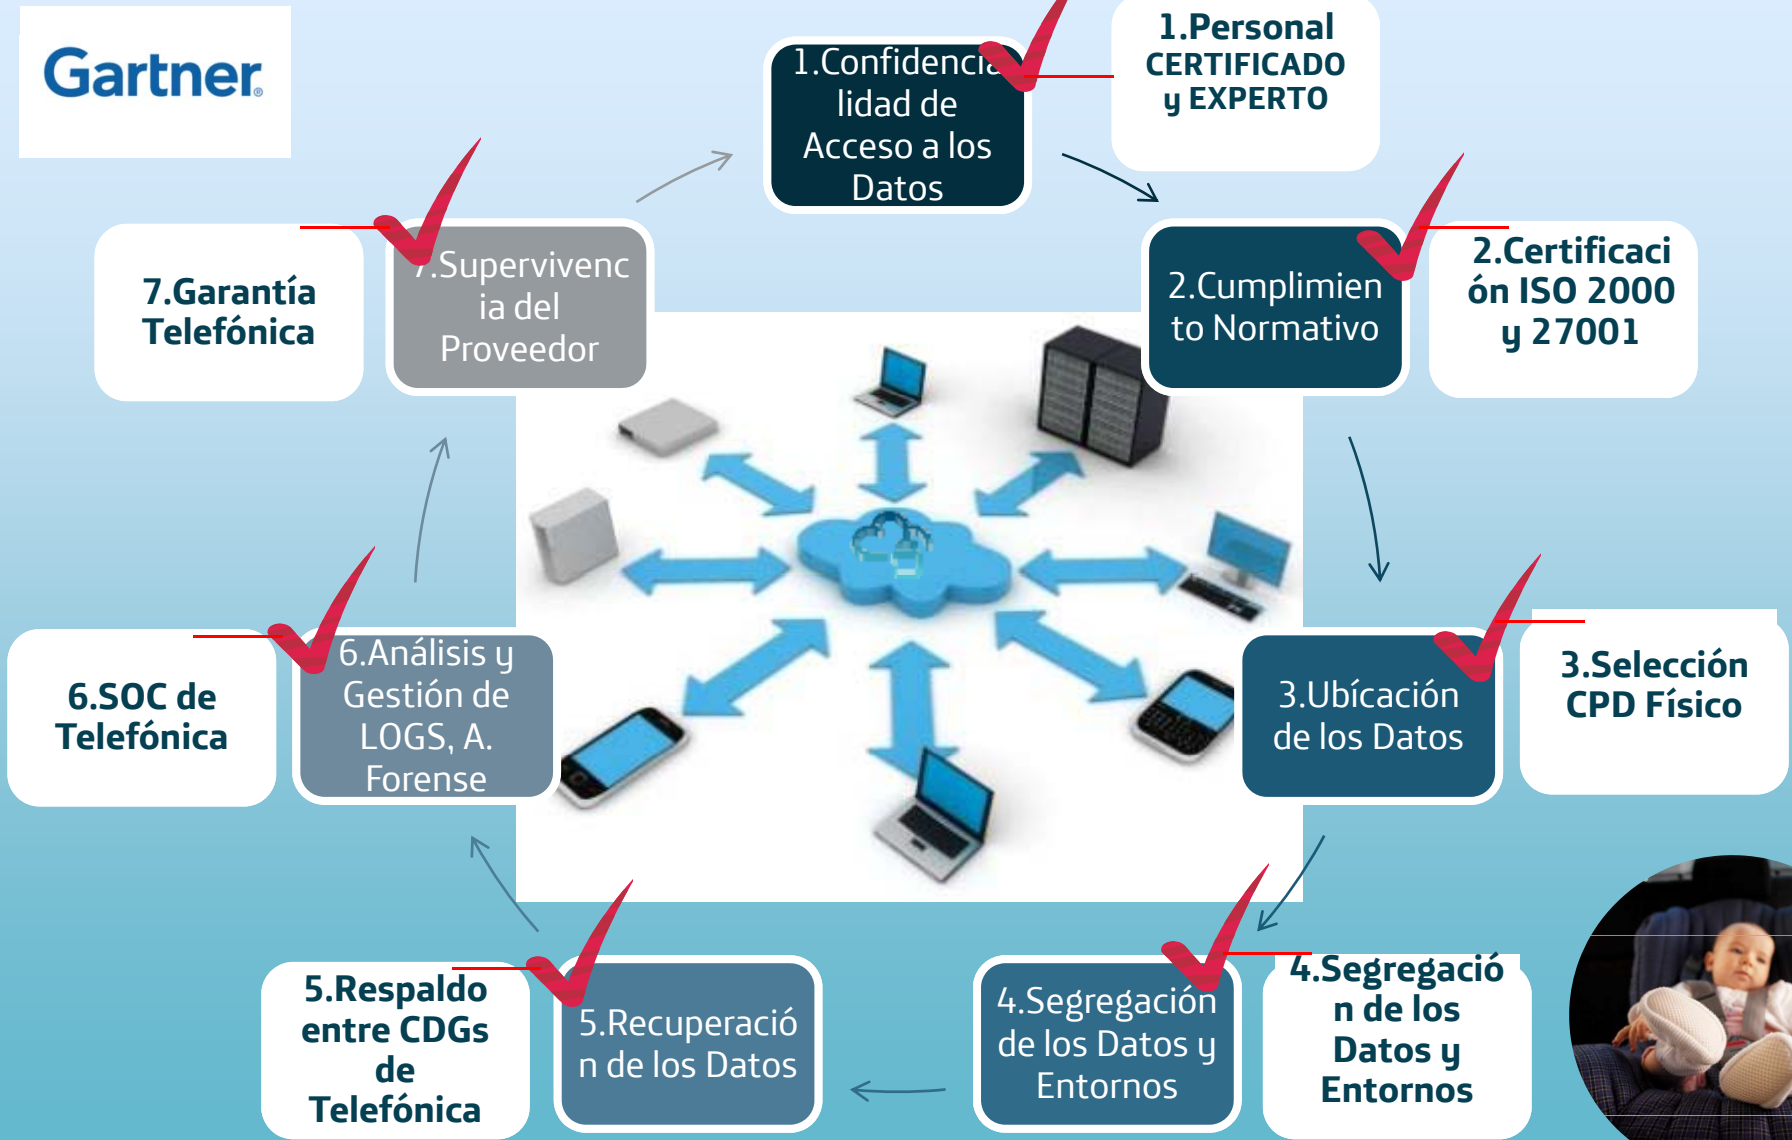 Gartner®
1.Confidencia
lidad de
Acceso a los
Datos
1.Personal
CERTIFICADO
y EXPERTO
2.Cumplimien
to Normativo
2.Certificaci
ón ISO 2000
y 27001
3.Ubícación
de los Datos
3.Selección
CPD Físico
4.Segregación
de los Datos y
Entornos
4.Segregació
n de los
Datos y
Entornos
5.Recuperació
n de los Datos
5.Respaldo
entre CDGs
de
Telefónica
6.Análisis y
Gestión de
LOGS, A.
Forense
6.SOC de
Telefónica
7.Supervivenc
ia del
Proveedor
7.Garantía
Telefónica